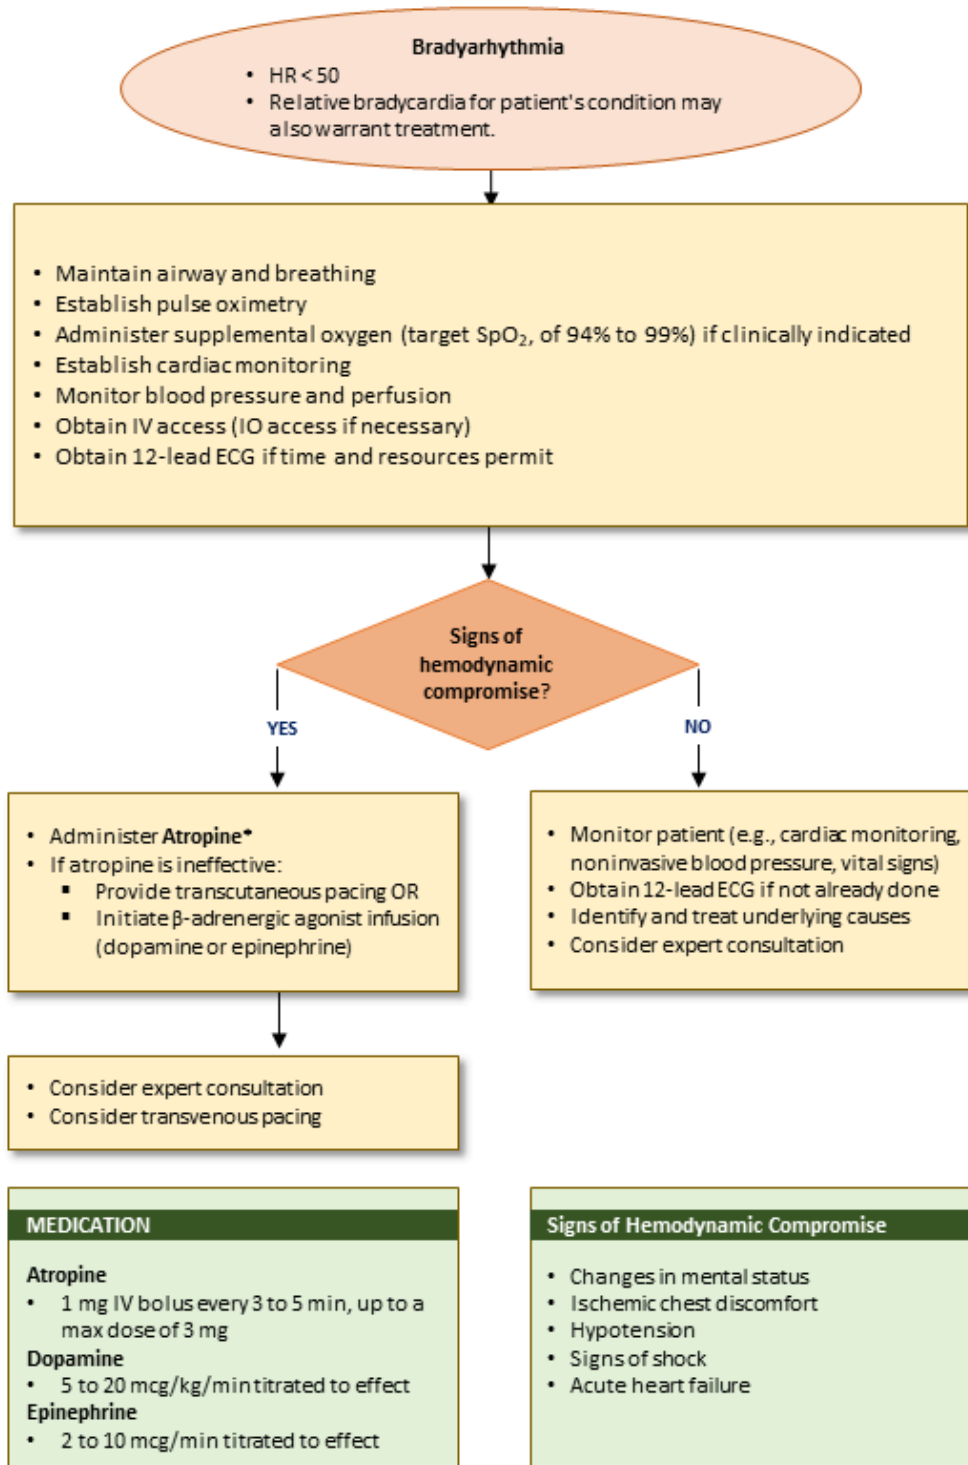 Bradyarhythmia
• HR < 50
• Relative bradycardia for patient's condition may
also warrant treatment.
• Maintain airway and breathing
• Establish pulse oximetry
• Administer supplemental oxygen (target SpO₂, of 94% to 99%) if clinically indicated
• Establish cardiac monitoring
• Monitor blood pressure and perfusion
• Obtain IV access (IO access if necessary)
• Obtain 12-lead ECG if time and resources permit
Signs of
hemodynamic
compromise?
YES
NO
• Administer Atropine*
• If atropine is ineffective:
▪ Provide transcutaneous pacing OR
▪ Initiate β-adrenergic agonist infusion
(dopamine or epinephrine)
• Monitor patient (e.g., cardiac monitoring,
noninvasive blood pressure, vital signs)
• Obtain 12-lead ECG if not already done
• Identify and treat underlying causes
• Consider expert consultation
• Consider expert consultation
• Consider transvenous pacing
MEDICATION
Atropine
• 1 mg IV bolus every 3 to 5 min, up to a
max dose of 3 mg
Dopamine
• 5 to 20 mcg/kg/min titrated to effect
Epinephrine
• 2 to 10 mcg/min titrated to effect
Signs of Hemodynamic Compromise
• Changes in mental status
• Ischemic chest discomfort
• Hypotension
• Signs of shock
• Acute heart failure